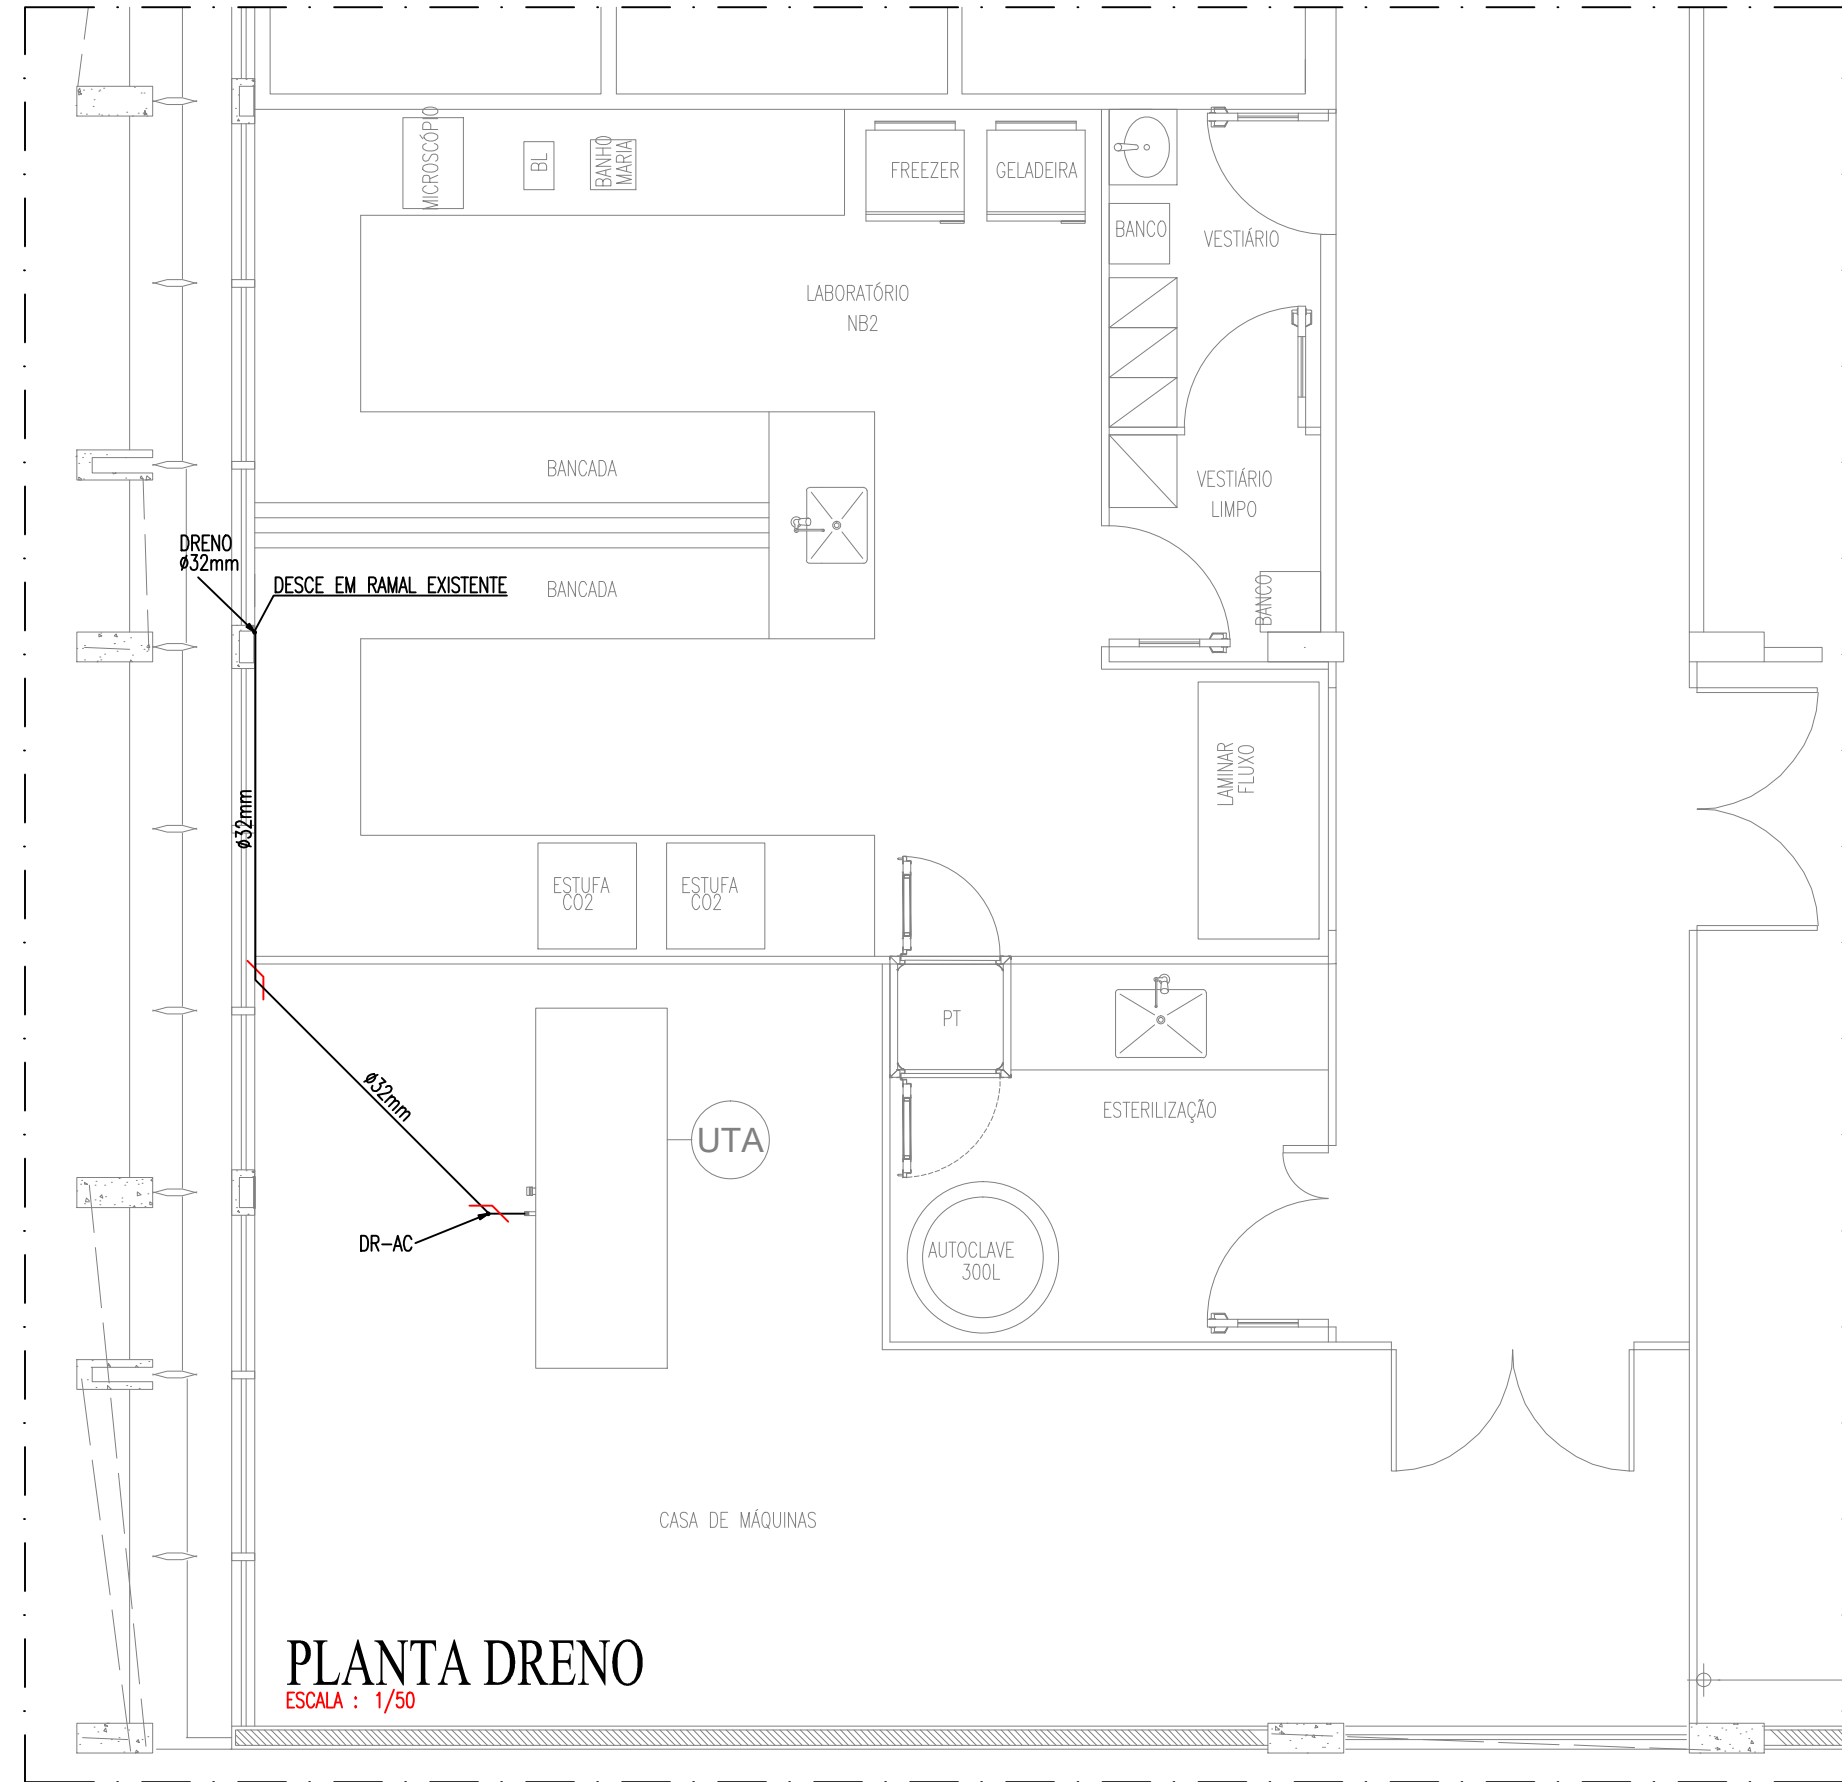 MICROSCÓPIO
BL
BANHO
MARIA
FREEZER
GELADEIRA
BANCO
VESTIÁRIO
LABORATÓRIO
NB2
BANCADA
VESTIÁRIO
LIMPO
DRENO
ø32mm
DESCE EM RAMAL EXISTENTE
BANCADA
BANCO
LAMINAR
FLUXO
ø32mm
ESTUFA
CO2
ESTUFA
CO2
PT
ø32mm
ESTERILIZAÇÃO
UTA
DR-AC
AUTOCLAVE
300L
CASA DE MÁQUINAS
PLANTA DRENO
ESCALA : 1/50